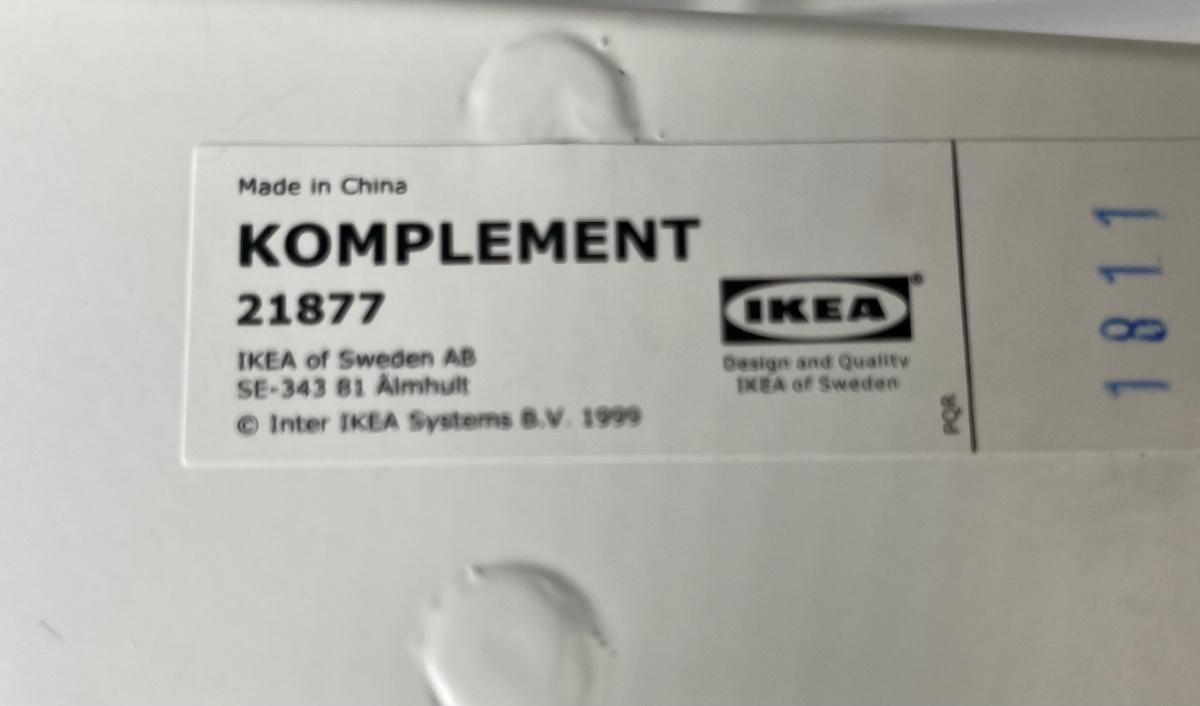 Made in China
KOMPLEMENT
21877
IKEA of Sweden AB
SE-343 81 Älmhult
© Inter IKEA Systems B.V. 1999
IKEA®
Design and Quality
IKEA of Sweden
PQR
1811